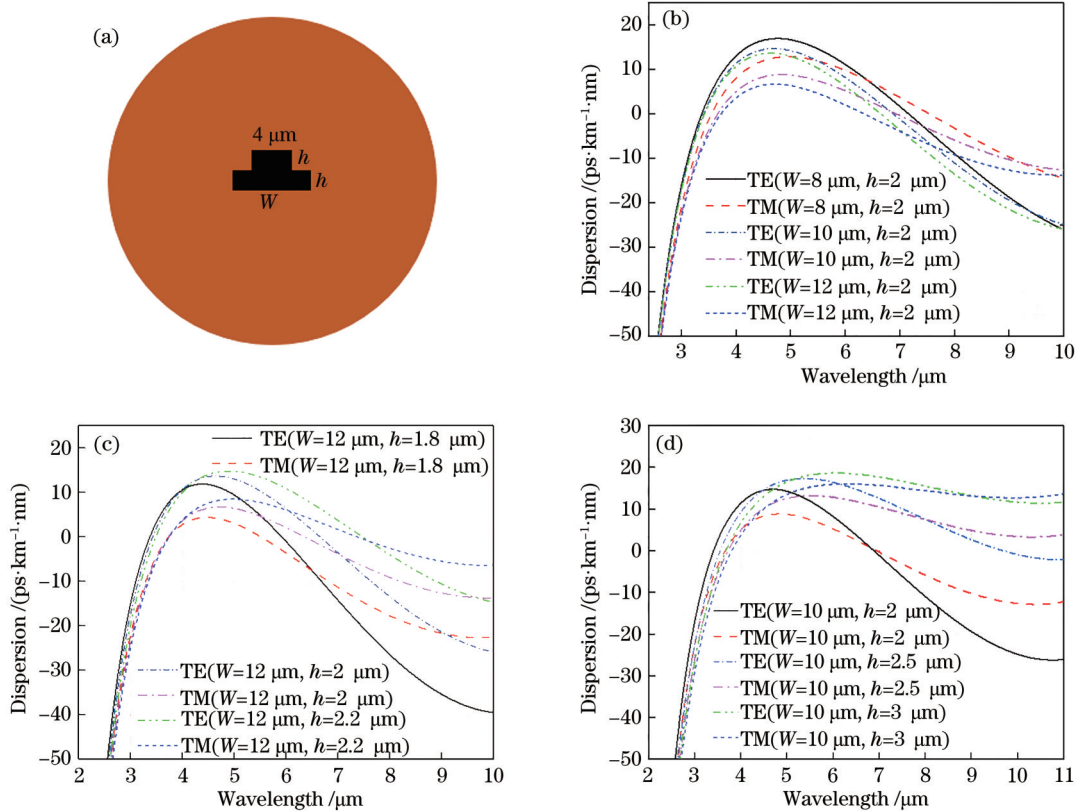 (a)
4 μm
h
h
W
(b)
20
10
0
−10
−20
−30
−40
−50
Dispersion /(ps·km⁻¹·nm)
TE(W=8 μm, h=2 μm)
TM(W=8 μm, h=2 μm)
TE(W=10 μm, h=2 μm)
TM(W=10 μm, h=2 μm)
TE(W=12 μm, h=2 μm)
TM(W=12 μm, h=2 μm)
3 4 5 6 7 8 9 10
Wavelength /μm
(c)
20
10
0
−10
−20
−30
−40
−50
Dispersion /(ps·km⁻¹·nm)
TE(W=12 μm, h=1.8 μm)
TM(W=12 μm, h=1.8 μm)
TE(W=12 μm, h=2 μm)
TM(W=12 μm, h=2 μm)
TE(W=12 μm, h=2.2 μm)
TM(W=12 μm, h=2.2 μm)
2 3 4 5 6 7 8 9 10
Wavelength /μm
(d)
30
20
10
0
−10
−20
−30
−40
−50
Dispersion /(ps·km⁻¹·nm)
TE(W=10 μm, h=2 μm)
TM(W=10 μm, h=2 μm)
TE(W=10 μm, h=2.5 μm)
TM(W=10 μm, h=2.5 μm)
TE(W=10 μm, h=3 μm)
TM(W=10 μm, h=3 μm)
2 3 4 5 6 7 8 9 10 11
Wavelength /μm